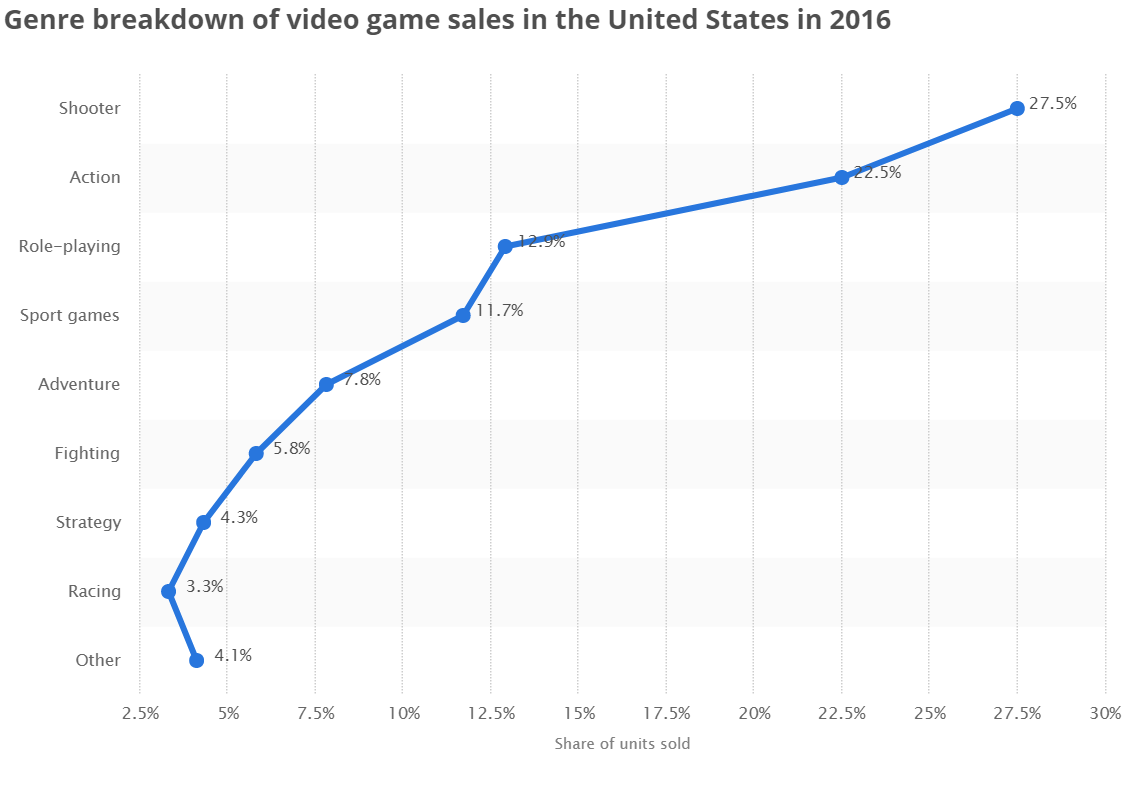 Genre breakdown of video game sales in the United States in 2016
Shooter
27.5%
Action
22.5%
Role-playing
12.9%
Sport games
11.7%
Adventure
7.8%
Fighting
5.8%
Strategy
4.3%
Racing
3.3%
Other
4.1%
2.5% 5% 7.5% 10% 12.5% 15% 17.5% 20% 22.5% 25% 27.5% 30%
Share of units sold